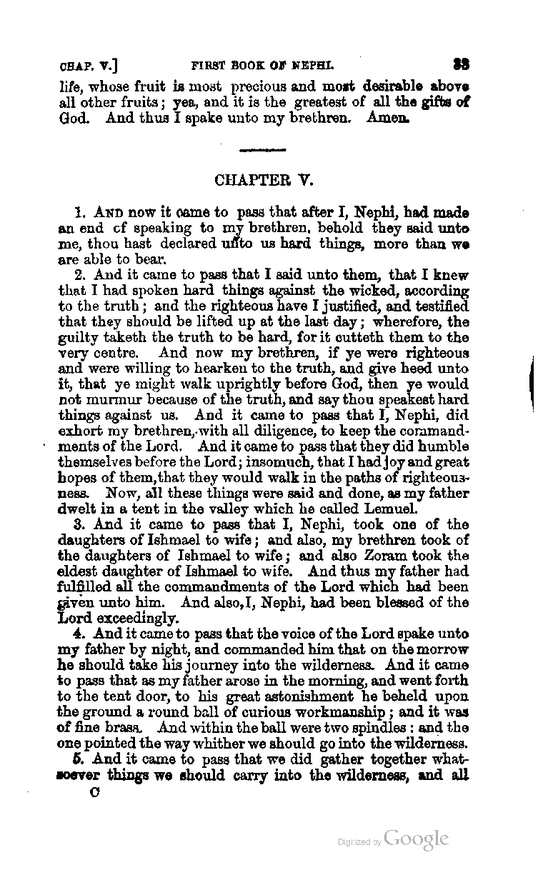 CHAP. V.] FIRST BOOK OF NEPHI. 33
life, whose fruit is most precious and most desirable above
all other fruits; yea, and it is the greatest of all the gifts of
God. And thus I spake unto my brethren. Amen.
CHAPTER V.
1. AND now it came to pass that after I, Nephi, had made
an end of speaking to my brethren, behold they said unto
me, thou hast declared unto us hard things, more than we
are able to bear.
2. And it came to pass that I said unto them, that I knew
that I had spoken hard things against the wicked, according
to the truth; and the righteous have I justified, and testified
that they should be lifted up at the last day; wherefore, the
guilty taketh the truth to be hard, for it cutteth them to the
very centre. And now my brethren, if ye were righteous
and were willing to hearken to the truth, and give heed unto
it, that ye might walk uprightly before God, then ye would
not murmur because of the truth, and say thou speakest hard
things against us. And it came to pass that I, Nephi, did
exhort my brethren, with all diligence, to keep the command-
ments of the Lord. And it came to pass that they did humble
themselves before the Lord; insomuch, that I had joy and great
hopes of them, that they would walk in the paths of righteous-
ness. Now, all these things were said and done, as my father
dwelt in a tent in the valley which he called Lemuel.
3. And it came to pass that I, Nephi, took one of the
daughters of Ishmael to wife; and also, my brethren took of
the daughters of Ishmael to wife; and also Zoram took the
eldest daughter of Ishmael to wife. And thus my father had
fulfilled all the commandments of the Lord which had been
given unto him. And also, I, Nephi, had been blessed of the
Lord exceedingly.
4. And it came to pass that the voice of the Lord spake unto
my father by night, and commanded him that on the morrow
he should take his journey into the wilderness. And it came
to pass that as my father arose in the morning, and went forth
to the tent door, to his great astonishment he beheld upon
the ground a round ball of curious workmanship; and it was
of fine brass. And within the ball were two spindles: and the
one pointed the way whither we should go into the wilderness.
5. And it came to pass that we did gather together what-
soever things we should carry into the wilderness, and all
C
Digitized by Google